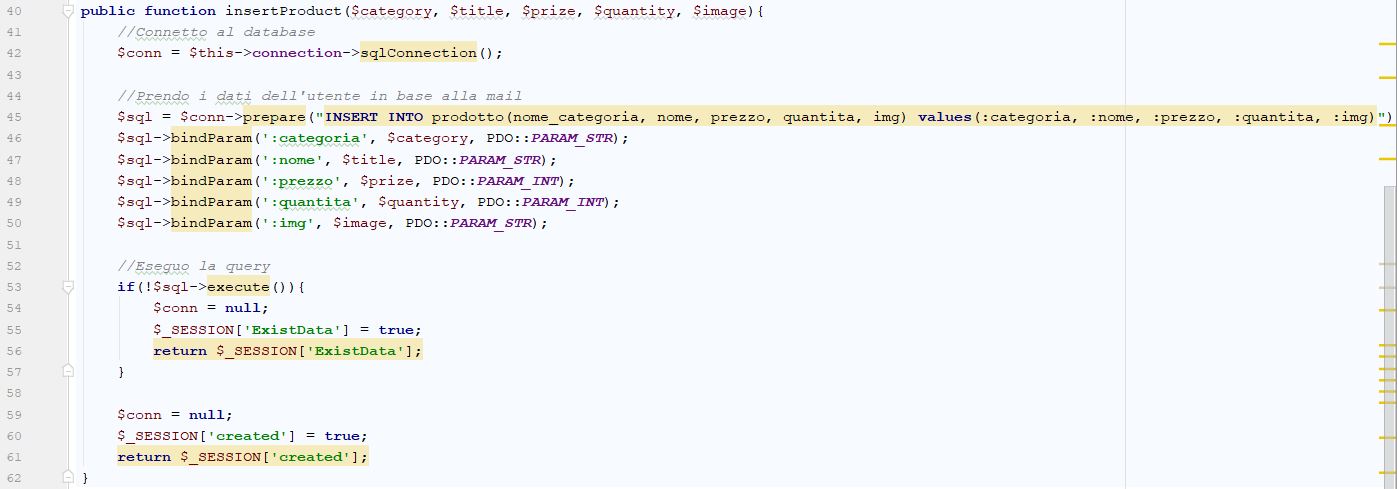 40 public function insertProduct($category, $title, $prize, $quantity, $image){
41 //Connetto al database
42 $conn = $this->connection->sqlConnection();
43
44 //Prendo i dati dell'utente in base alla mail
45 $sql = $conn->prepare("INSERT INTO prodotto(nome_categoria, nome, prezzo, quantita, img) values(:categoria, :nome, :prezzo, :quantita, :img)")
46 $sql->bindParam(':categoria', $category, PDO::PARAM_STR);
47 $sql->bindParam(':nome', $title, PDO::PARAM_STR);
48 $sql->bindParam(':prezzo', $prize, PDO::PARAM_INT);
49 $sql->bindParam(':quantita', $quantity, PDO::PARAM_INT);
50 $sql->bindParam(':img', $image, PDO::PARAM_STR);
51
52 //Eseguo la query
53 if(!$sql->execute()){
54 $conn = null;
55 $_SESSION['ExistData'] = true;
56 return $_SESSION['ExistData'];
57 }
58
59 $conn = null;
60 $_SESSION['created'] = true;
61 return $_SESSION['created'];
62 }